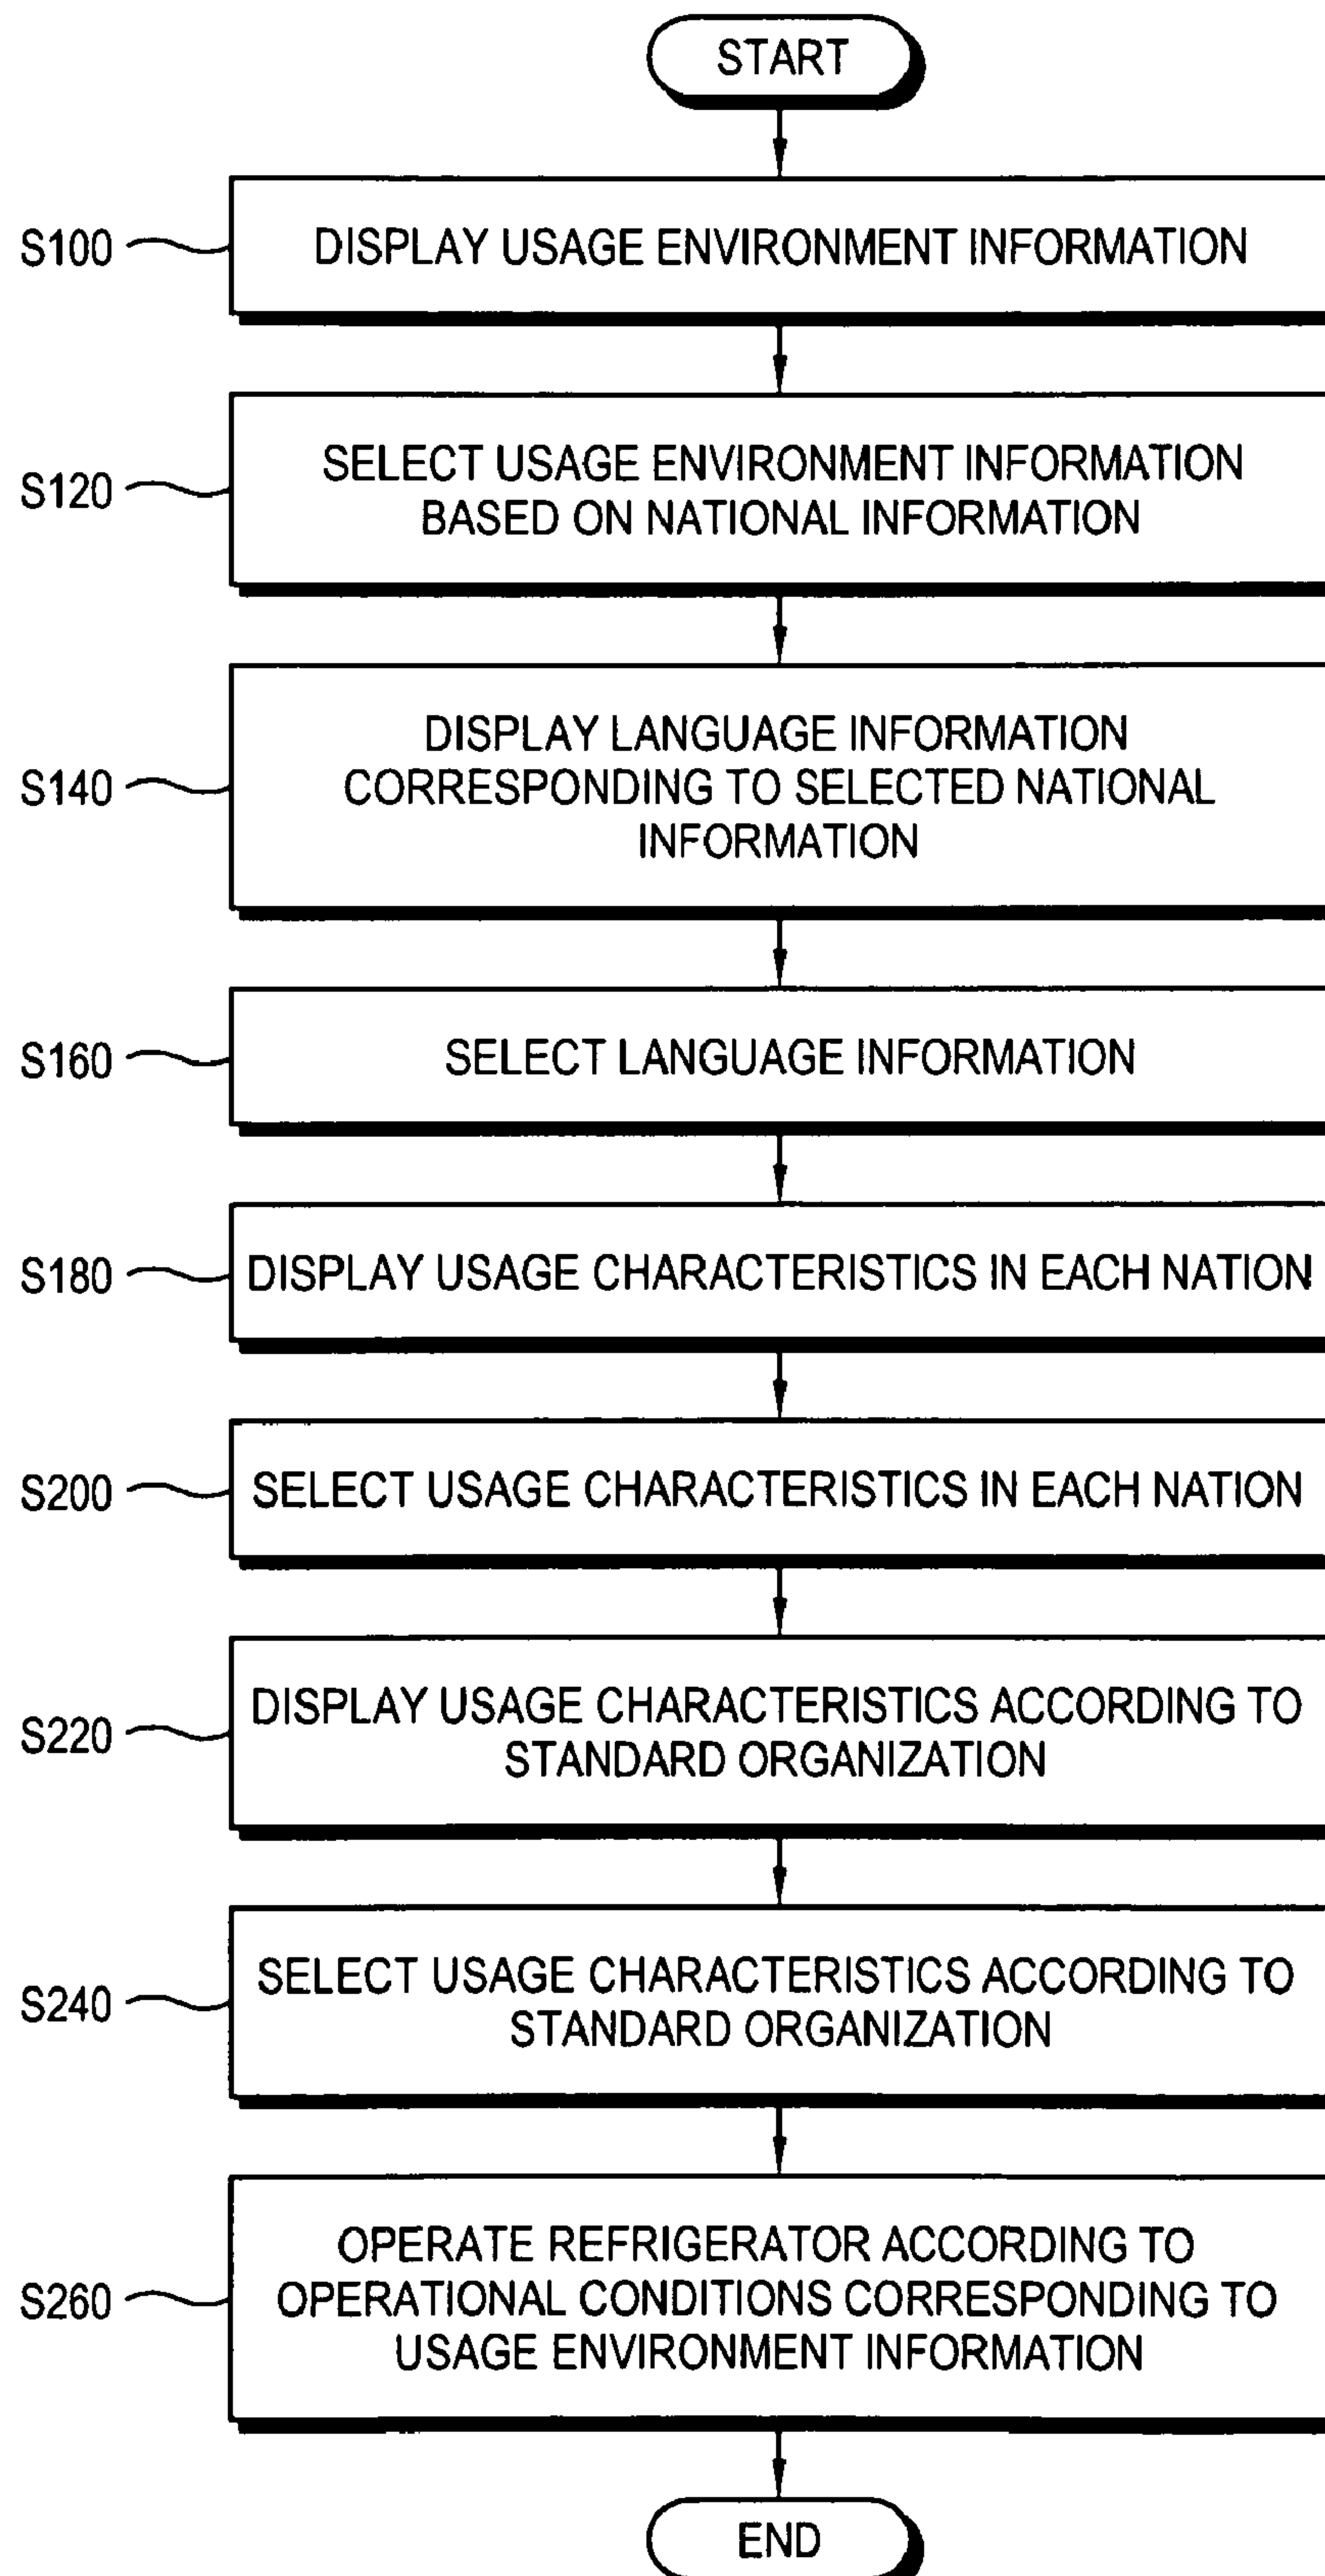 START
S100
DISPLAY USAGE ENVIRONMENT INFORMATION
S120
SELECT USAGE ENVIRONMENT INFORMATION
BASED ON NATIONAL INFORMATION
S140
DISPLAY LANGUAGE INFORMATION
CORRESPONDING TO SELECTED NATIONAL
INFORMATION
S160
SELECT LANGUAGE INFORMATION
S180
DISPLAY USAGE CHARACTERISTICS IN EACH NATION
S200
SELECT USAGE CHARACTERISTICS IN EACH NATION
S220
DISPLAY USAGE CHARACTERISTICS ACCORDING TO
STANDARD ORGANIZATION
S240
SELECT USAGE CHARACTERISTICS ACCORDING TO
STANDARD ORGANIZATION
S260
OPERATE REFRIGERATOR ACCORDING TO
OPERATIONAL CONDITIONS CORRESPONDING TO
USAGE ENVIRONMENT INFORMATION
END